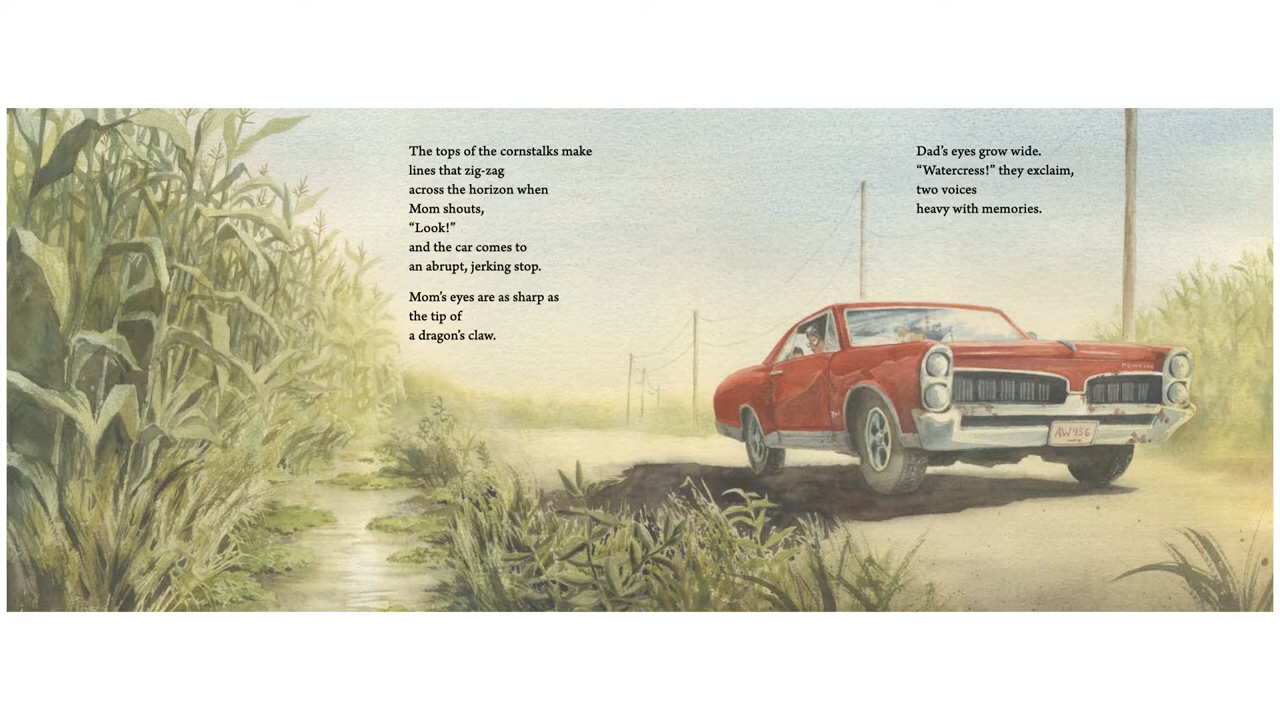 The tops of the cornstalks make
lines that zig-zag
across the horizon when
Mom shouts,
“Look!”
and the car comes to
an abrupt, jerking stop.
Mom’s eyes are as sharp as
the tip of
a dragon’s claw.
Dad’s eyes grow wide.
“Watercress!” they exclaim,
two voices
heavy with memories.
PONTIAC
AW956